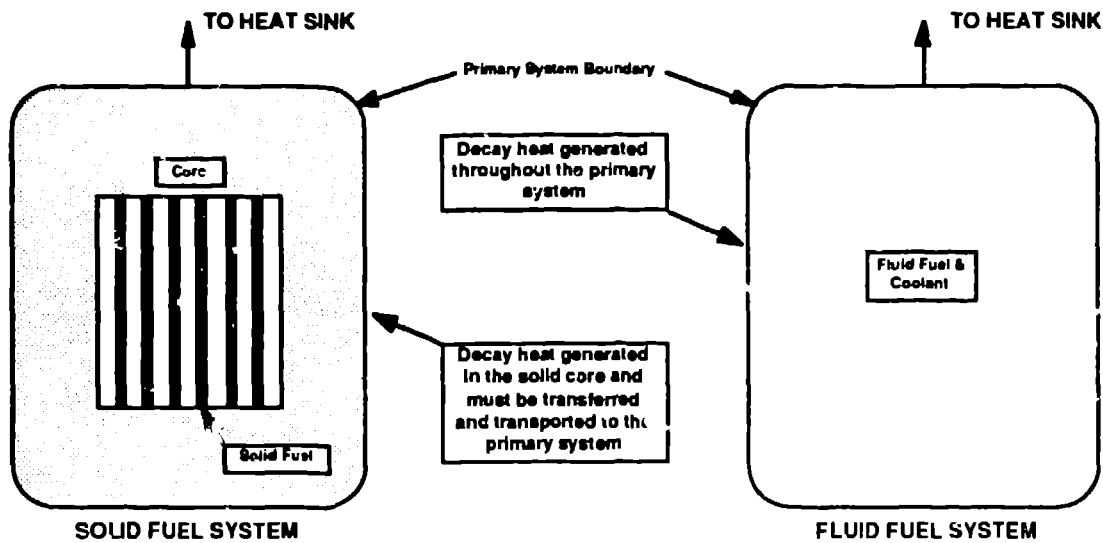 TO HEAT SINK
TO HEAT SINK
Primary System Boundary
Decay heat generated
throughout the primary
system
Core
Fluid Fuel &
Coolant
Decay heat generated
in the solid core and
must be transferred
and transported to the
primary system
Solid Fuel
SOLID FUEL SYSTEM
FLUID FUEL SYSTEM